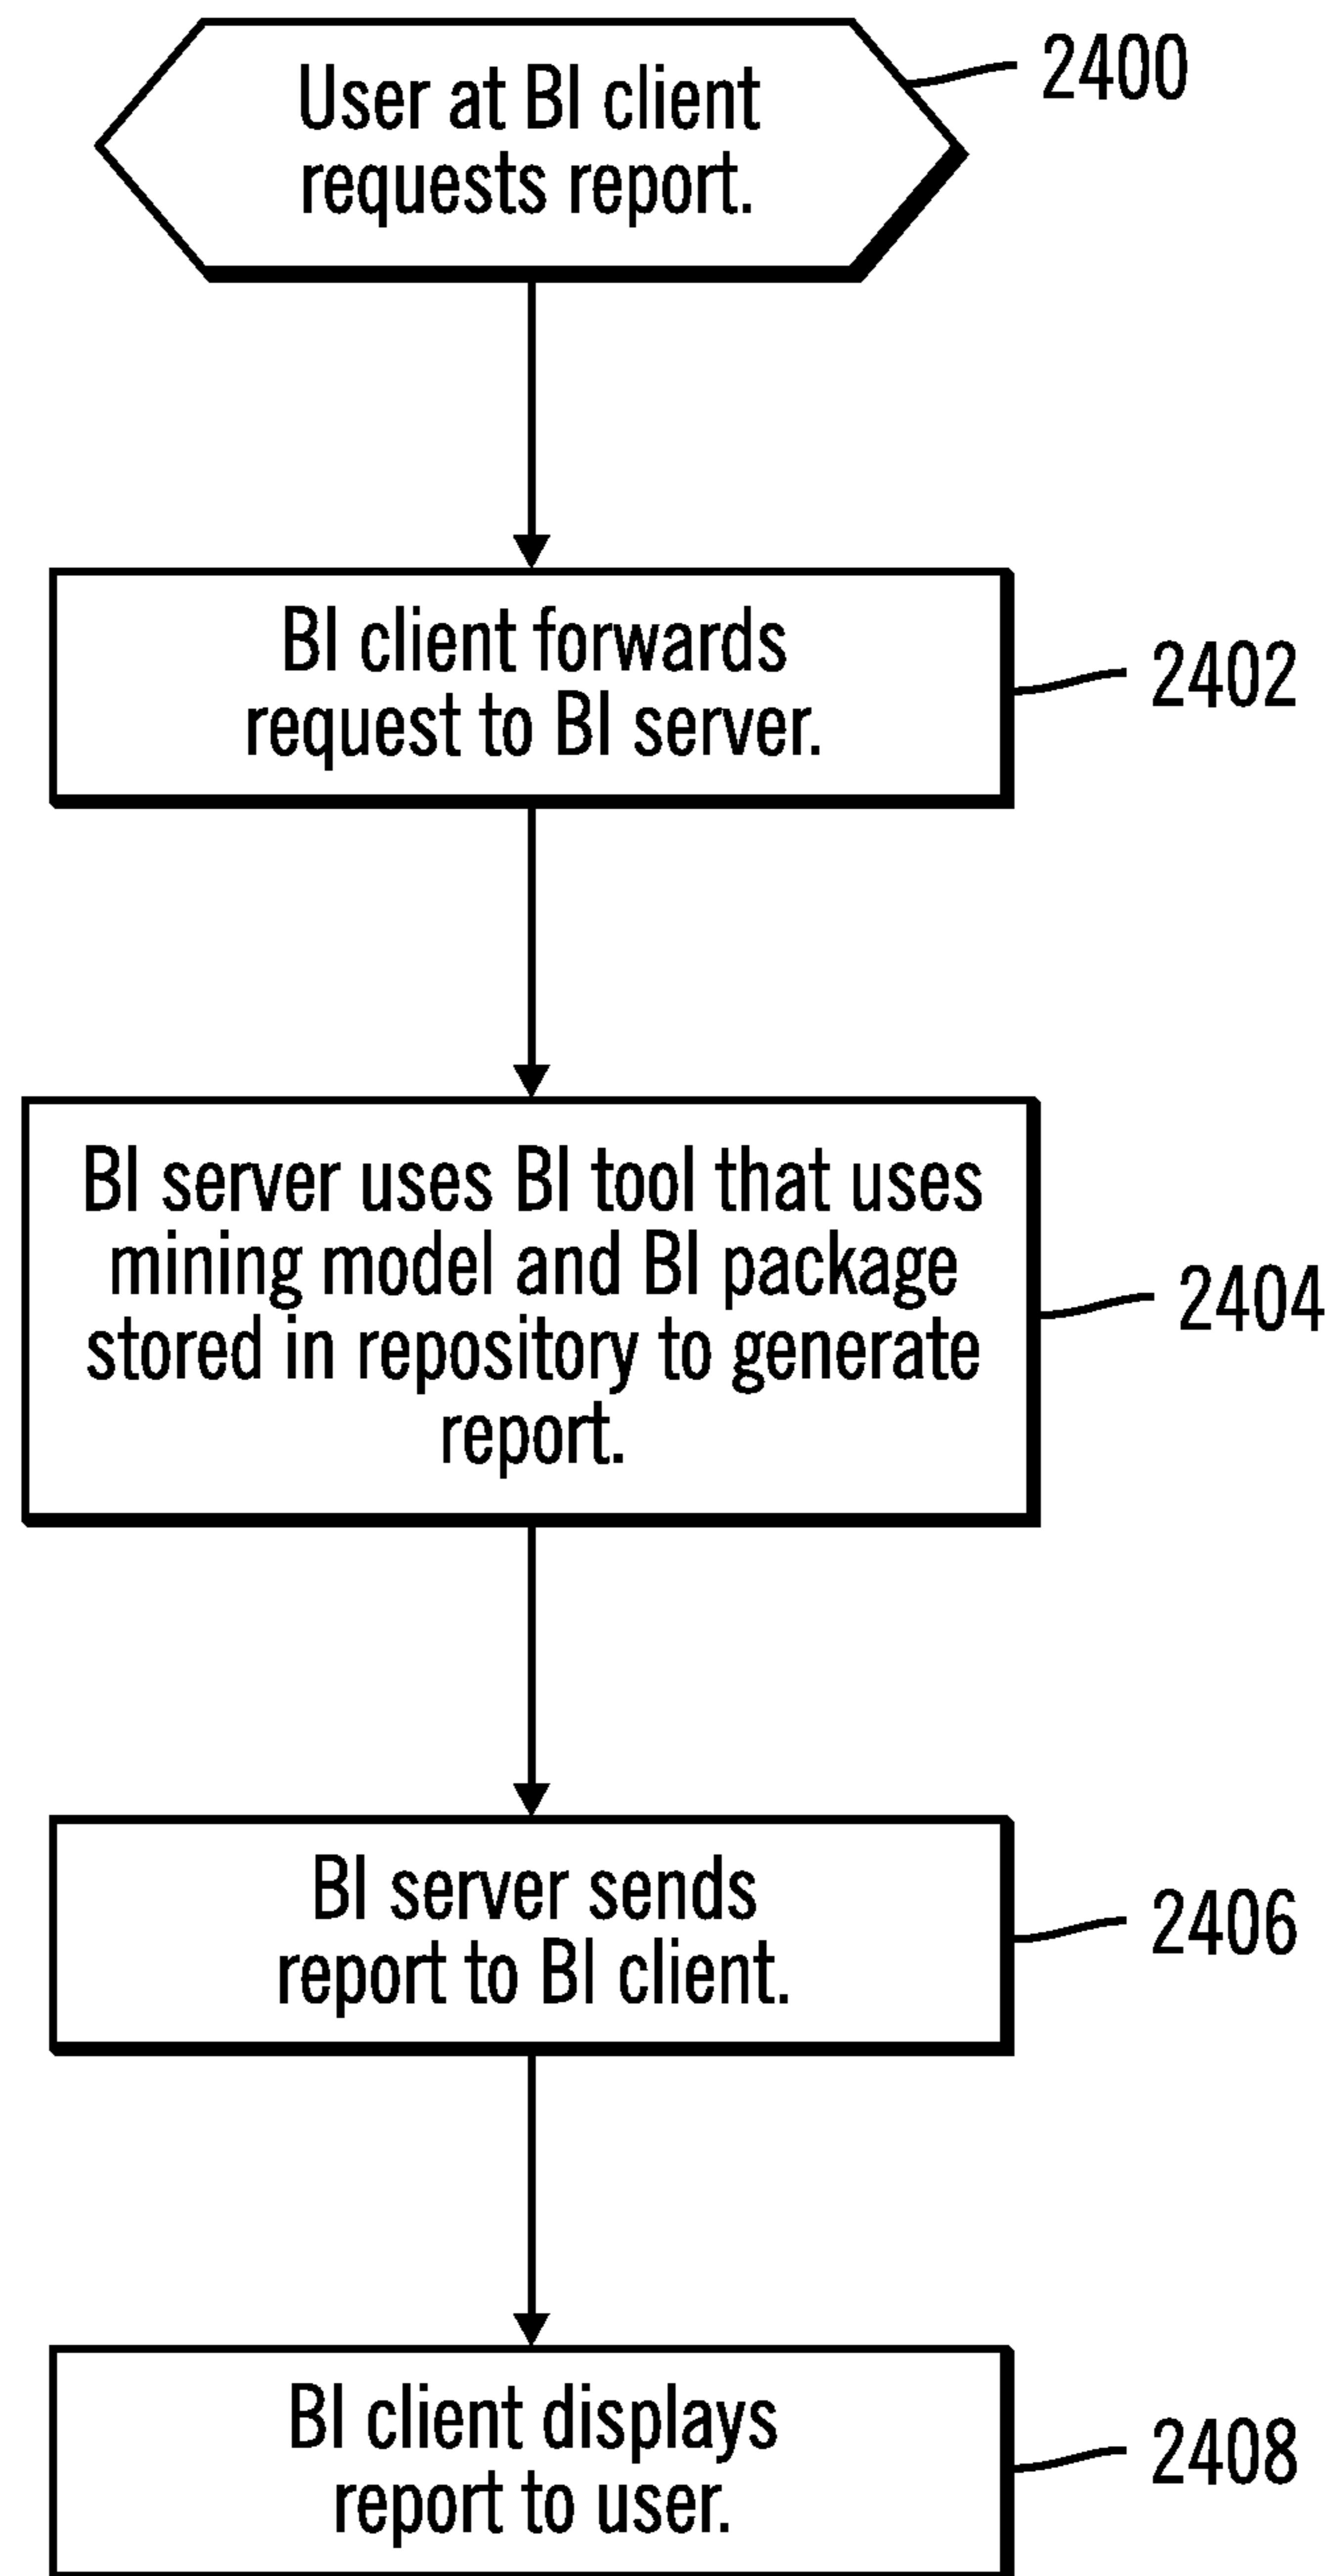 User at BI client
requests report.
2400
BI client forwards
request to BI server.
2402
BI server uses BI tool that uses
mining model and BI package
stored in repository to generate
report.
2404
BI server sends
report to BI client.
2406
BI client displays
report to user.
2408